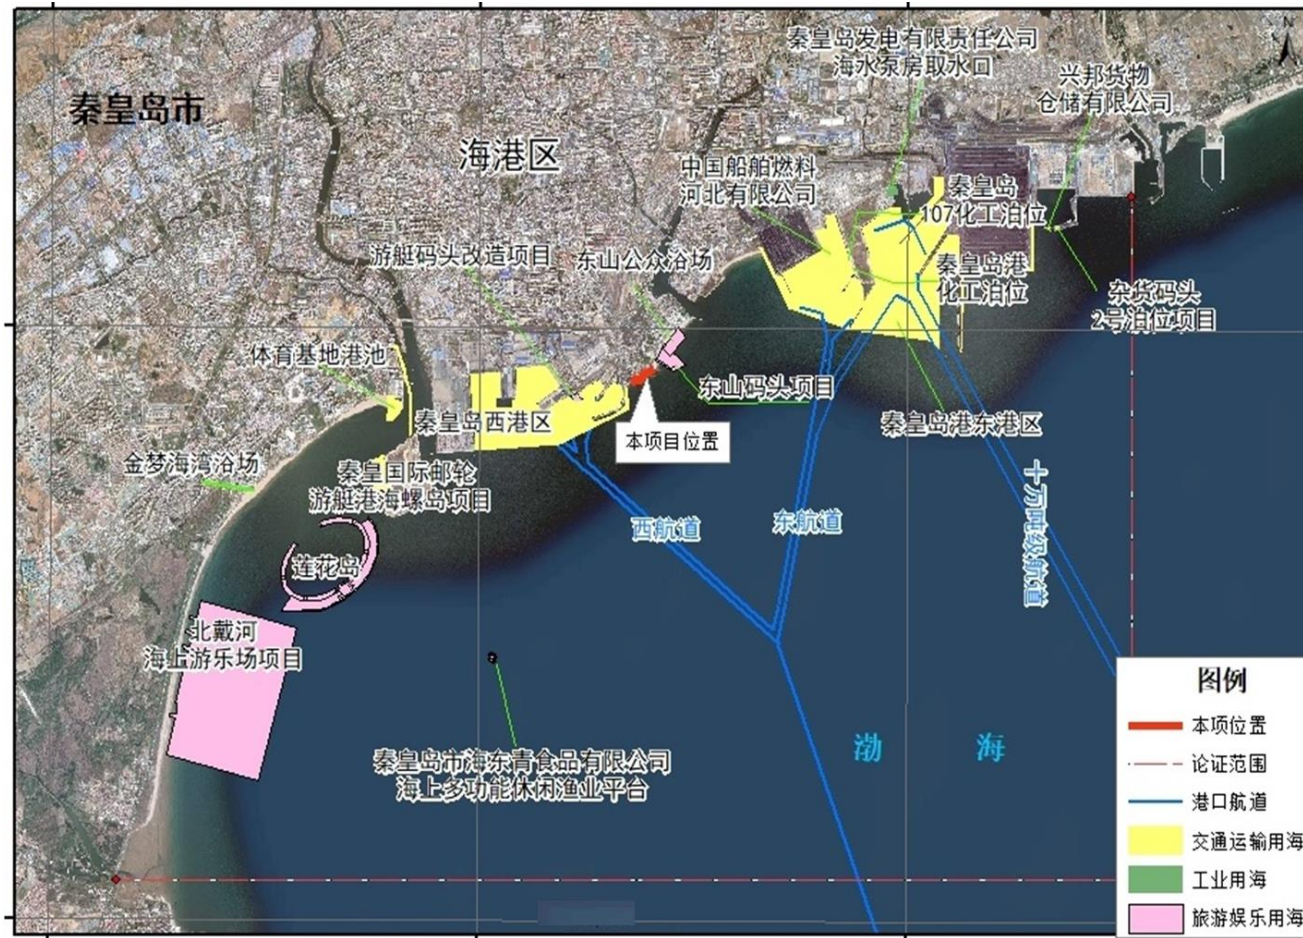 秦皇岛发电有限责任公司
海水泵房取水口
兴邦货物
仓储有限公司
秦皇岛市
海港区
中国船舶燃料
河北有限公司
秦皇岛
107化工泊位
游艇码头改造项目
东山公众浴场
秦皇岛港
化工泊位
杂货码头
2号泊位项目
体育基地港池
东山码头项目
秦皇岛西港区
本项目位置
秦皇岛港东港区
金梦海湾浴场
秦皇国际邮轮
游艇港海螺岛项目
西航道
东航道
十万吨级航道
莲花岛
北戴河
海上游乐场项目
秦皇岛市海东青食品有限公司
海上多功能休闲渔业平台
渤海
图例
本项位置
论证范围
港口航道
交通运输用海
工业用海
旅游娱乐用海